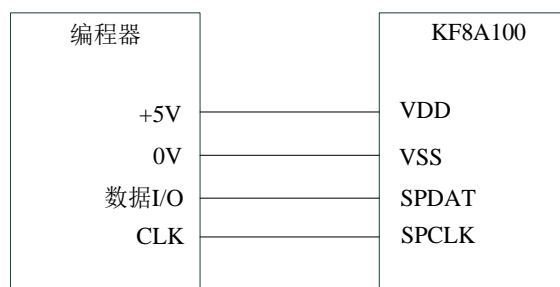 编程器
KF8A100
+5V
VDD
0V
VSS
数据I/O
SPDAT
CLK
SPCLK